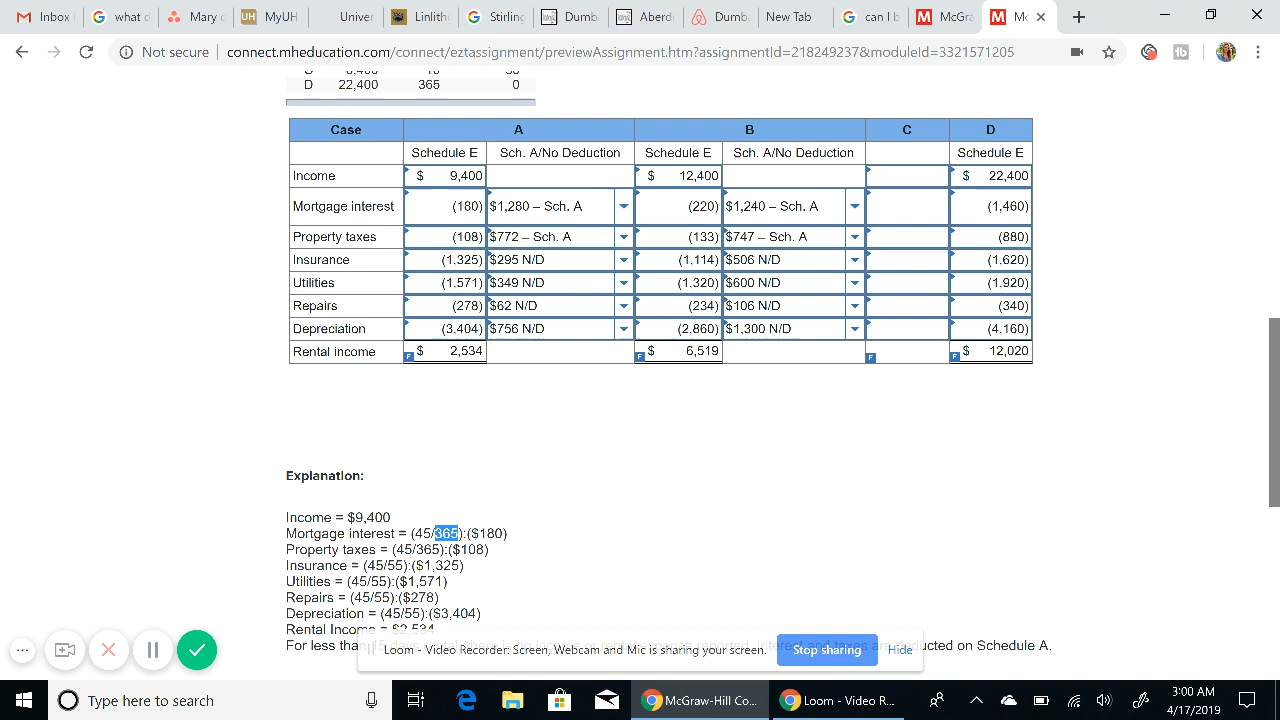 Inbox
what d
Mary
My
Univer
Linlith
Stirling
Dumb
Aberd
Dumb
New Tab
can I b
McGra
Mc
Not secure
connect.mheducation.com/connect/eztassignment/previewAssignment.htm?assignmentId=218249237&moduleId=3321571205
D 22,400 365 0
Case A B C D
Schedule E Sch. A/No Deduction Schedule E Sch. A/No Deduction Schedule E
Income $ 9,400 $ 12,400 $ 22,400
Mortgage interest (180) $1,280 – Sch. A (220) $1,240 – Sch. A (1,460)
Property taxes (108) $772 – Sch. A (133) $747 – Sch. A (880)
Insurance (1,325) $295 N/D (1,114) $506 N/D (1,620)
Utilities (1,571) $349 N/D (1,320) $600 N/D (1,920)
Repairs (278) $62 N/D (234) $106 N/D (340)
Depreciation (3,404) $756 N/D (2,860) $1,300 N/D (4,160)
Rental income $ 2,534 $ 6,519 $ 12,020
Explanation:
Income = $9,400
Mortgage interest = (45/365):($180)
Property taxes = (45/365):($108)
Insurance = (45/55):($1,325)
Utilities = (45/55):($1,571)
Repairs = (45/55):($278)
Depreciation = (45/55):($3,404)
Rental Income = $2,534
For less than 15 days rental, ucted on Schedule A.
Loom - Video Recorder: Screen, Webcam and Mic is sharing your screen.
Stop sharing
Hide
Type here to search
McGraw-Hill Co...
Loom - Video R...
3:00 AM
4/17/2019